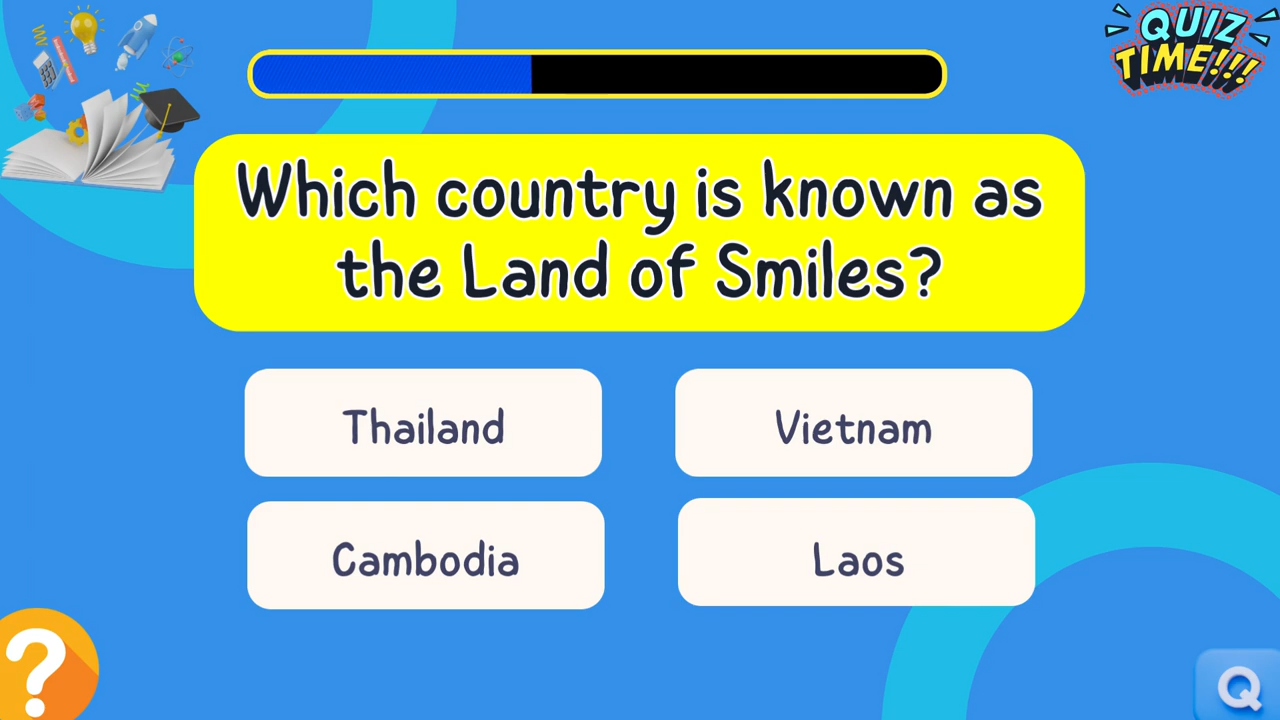 QUIZ
TIME!!!
Which country is known as
the Land of Smiles?
Thailand
Vietnam
Cambodia
Laos
?
Q